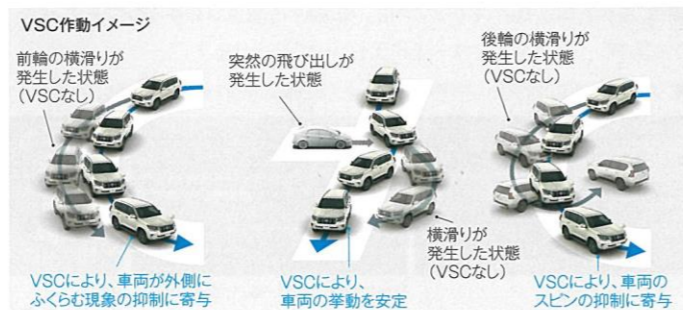 VSC作動イメージ
前輪の横滑りが
発生した状態
(VSCなし)
VSCにより、車両が外側に
ふくらむ現象の抑制に寄与
突然の飛び出しが
発生した状態
横滑りが
発生した状態
(VSCなし)
VSCにより、
車両の挙動を安定
後輪の横滑りが
発生した状態
(VSCなし)
VSCにより、車両の
スピンの抑制に寄与